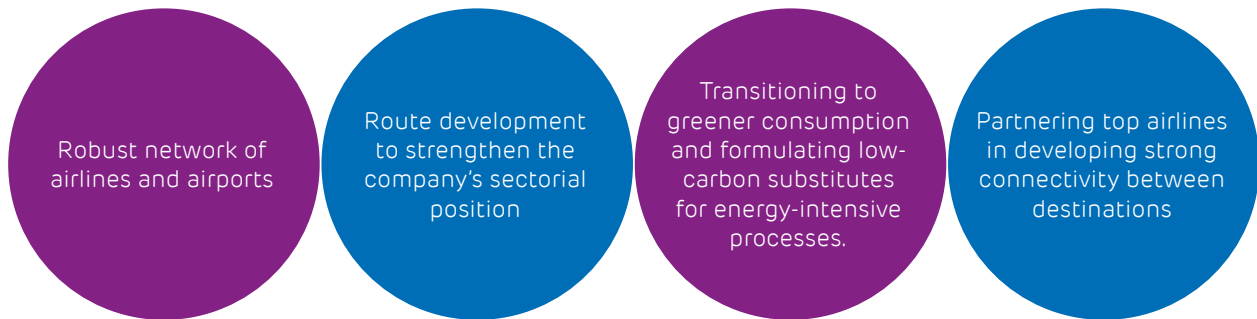 Robust network of
airlines and airports
Route development
to strengthen the
company's sectorial
position
Transitioning to
greener consumption
and formulating low-
carbon substitutes
for energy-intensive
processes.
Partnering top airlines
in developing strong
connectivity between
destinations